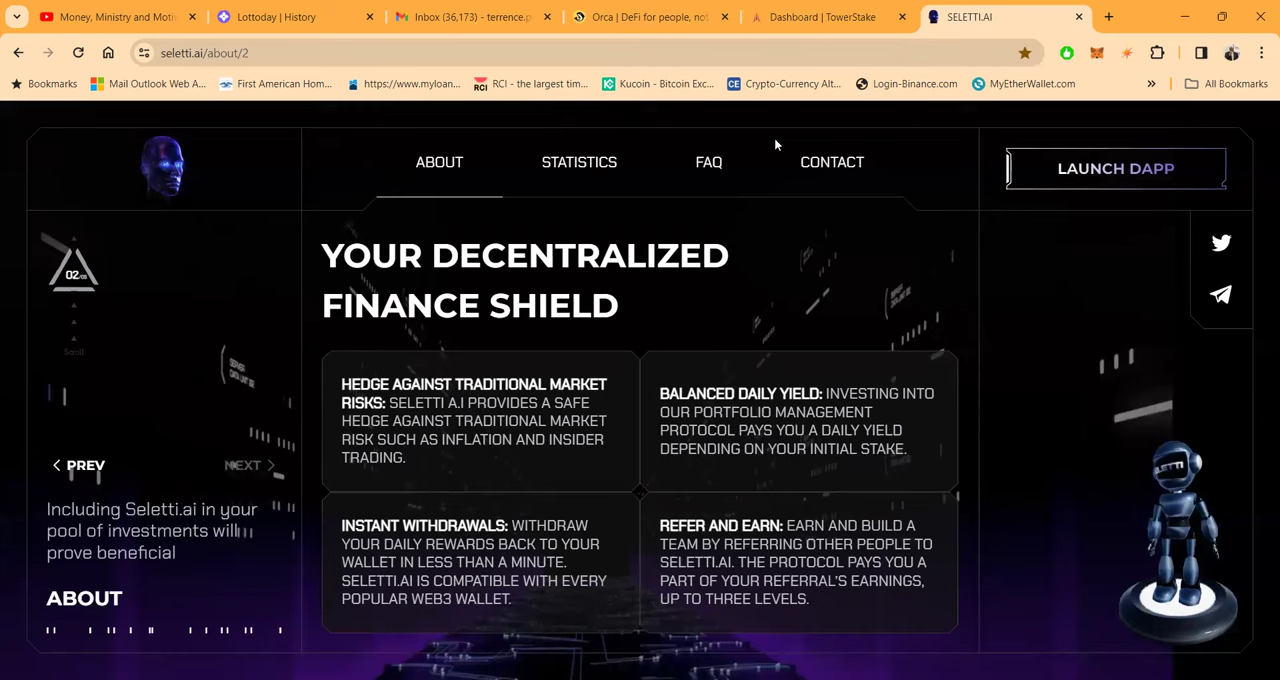 Money, Ministry and Moti
Lottoday | History
Inbox (36,173) - terrence.p
Orca | DeFi for people, not
Dashboard | TowerStake
SELETTI.AI
seletti.ai/about/2
Bookmarks
Mail Outlook Web A...
First American Hom...
https://www.myloan...
RCI - the largest tim...
Kucoin - Bitcoin Exc...
Crypto-Currency Alt...
Login-Binance.com
MyEtherWallet.com
»
All Bookmarks
ABOUT
STATISTICS
FAQ
CONTACT
LAUNCH DAPP
02
Scroll
YOUR DECENTRALIZED
FINANCE SHIELD
HEDGE AGAINST TRADITIONAL MARKET
RISKS: SELETTI A.I PROVIDES A SAFE
HEDGE AGAINST TRADITIONAL MARKET
RISK SUCH AS INFLATION AND INSIDER
TRADING.
BALANCED DAILY YIELD: INVESTING INTO
OUR PORTFOLIO MANAGEMENT
PROTOCOL PAYS YOU A DAILY YIELD
DEPENDING ON YOUR INITIAL STAKE.
INSTANT WITHDRAWALS: WITHDRAW
YOUR DAILY REWARDS BACK TO YOUR
WALLET IN LESS THAN A MINUTE.
SELETTI.AI IS COMPATIBLE WITH EVERY
POPULAR WEB3 WALLET.
REFER AND EARN: EARN AND BUILD A
TEAM BY REFERRING OTHER PEOPLE TO
SELETTI.AI. THE PROTOCOL PAYS YOU A
PART OF YOUR REFERRAL'S EARNINGS,
UP TO THREE LEVELS.
< PREV
NEXT >
Including Seletti.ai in your
pool of investments will
prove beneficial
ABOUT
SELETTI